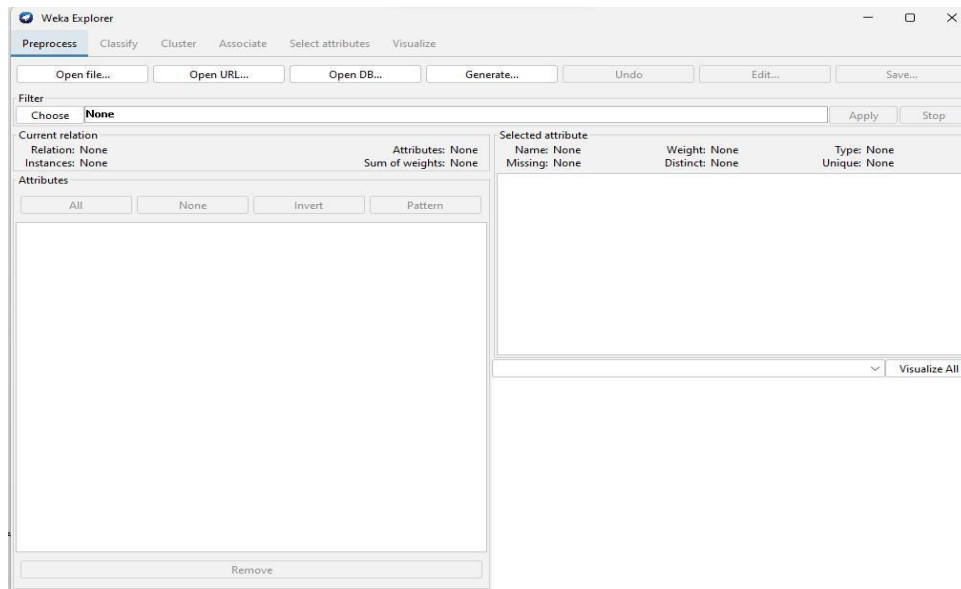 Weka Explorer
Preprocess Classify Cluster Associate Select attributes Visualize
Open file... Open URL... Open DB... Generate... Undo Edit... Save...
Filter
Choose None Apply Stop
Current relation
Relation: None Attributes: None
Instances: None Sum of weights: None
Attributes
All None Invert Pattern
Remove
Selected attribute
Name: None Weight: None Type: None
Missing: None Distinct: None Unique: None
Visualize All